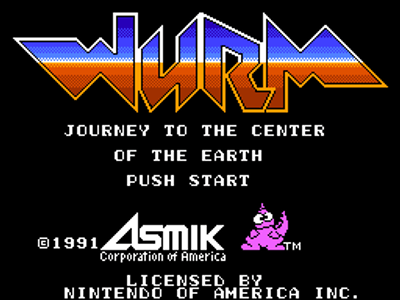 WURM
JOURNEY TO THE CENTER
OF THE EARTH
PUSH START
©1991 ASMIK TM
Corporation of America
LICENSED BY
NINTENDO OF AMERICA INC.